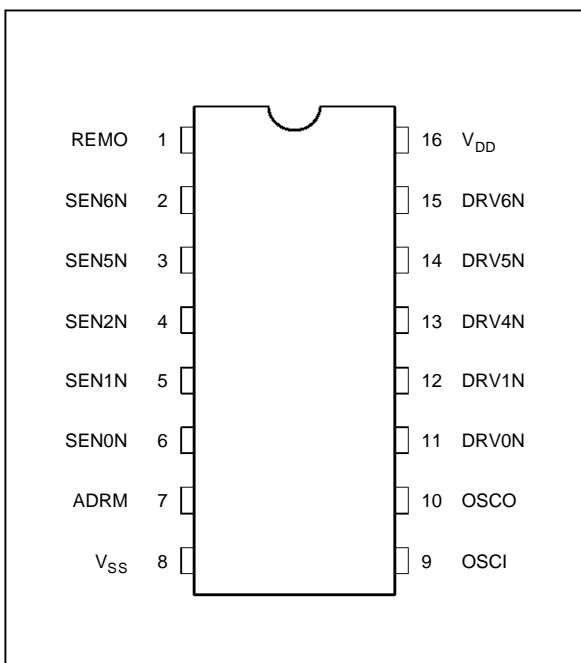 REMO 1 16 VDD
SEN6N 2 15 DRV6N
SEN5N 3 14 DRV5N
SEN2N 4 13 DRV4N
SEN1N 5 12 DRV1N
SEN0N 6 11 DRV0N
ADRM 7 10 OSCO
VSS 8 9 OSCI